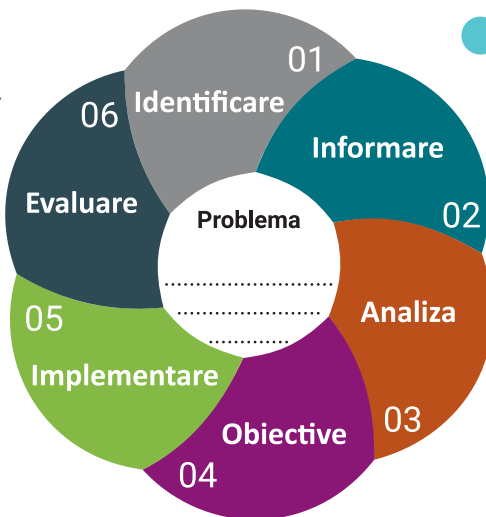 01
Identificare
02
Informare
03
Analiza
04
Obiective
05
Implementare
06
Evaluare
Problema
..................................
..............................
................